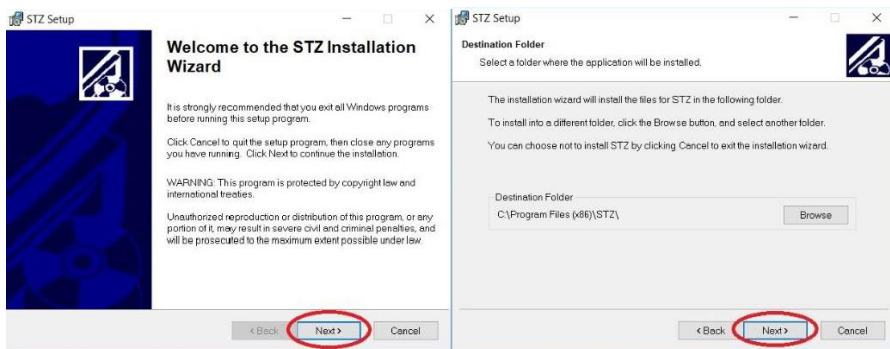 STZ Setup
Welcome to the STZ Installation
Wizard
It is strongly recommended that you exit all Windows programs
before running this setup program.
Click Cancel to quit the setup program, then close any programs
you have running. Click Next to continue the installation.
WARNING: This program is protected by copyright law and
international treaties.
Unauthorized reproduction or distribution of this program, or any
portion of it, may result in severe civil and criminal penalties, and
will be prosecuted to the maximum extent possible under law.
< Back
Next >
Cancel
STZ Setup
Destination Folder
Select a folder where the application will be installed.
The installation wizard will install the files for STZ in the following folder.
To install into a different folder, click the Browse button, and select another folder.
You can choose not to install STZ by clicking Cancel to exit the installation wizard.
Destination Folder
C:\Program Files (x86)\STZ\
Browse
< Back
Next >
Cancel